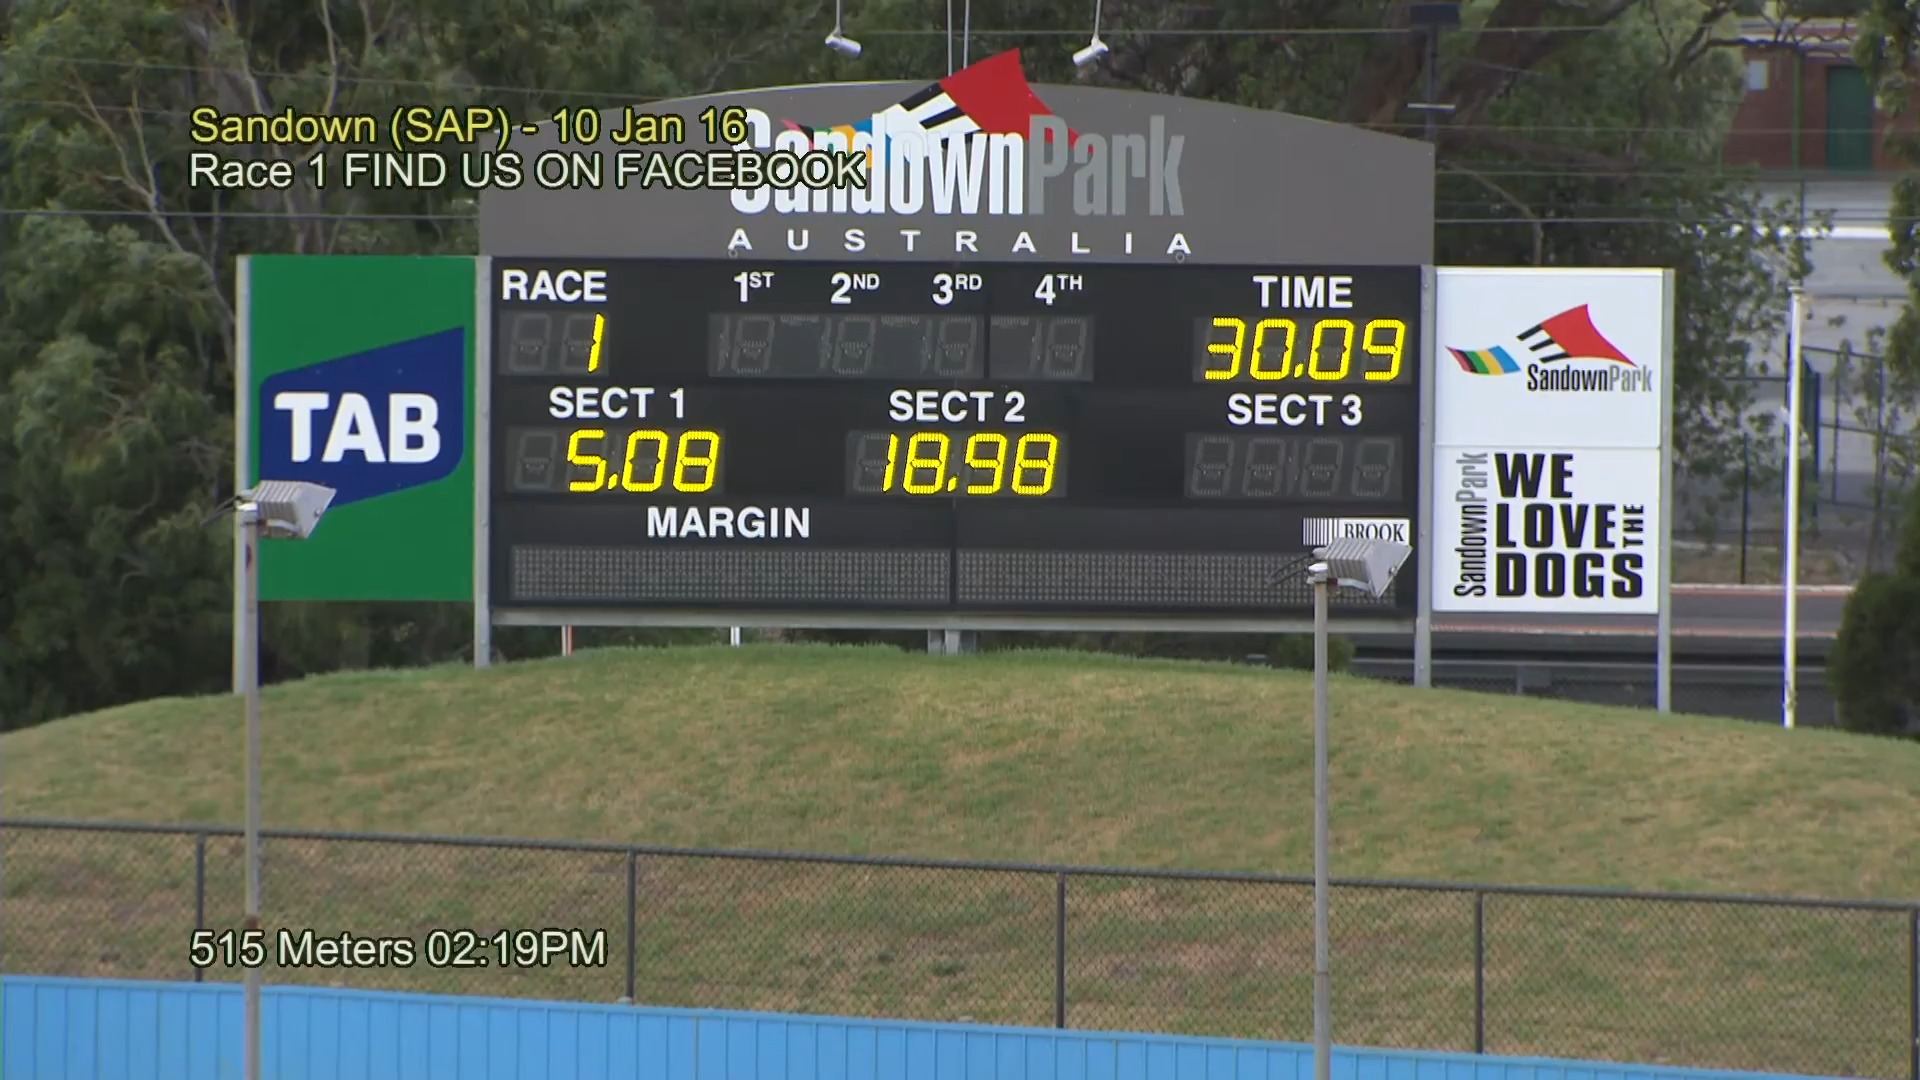 Sandown (SAP) - 10 Jan 16
Race 1 FIND US ON FACEBOOK
SandownPark
AUSTRALIA
RACE 1ST 2ND 3RD 4TH TIME
1 30.09
SECT 1 SECT 2 SECT 3
5.08 18.98
MARGIN
BROOK
TAB
SandownPark
SandownPark
WE
LOVE THE
DOGS
515 Meters 02:19PM